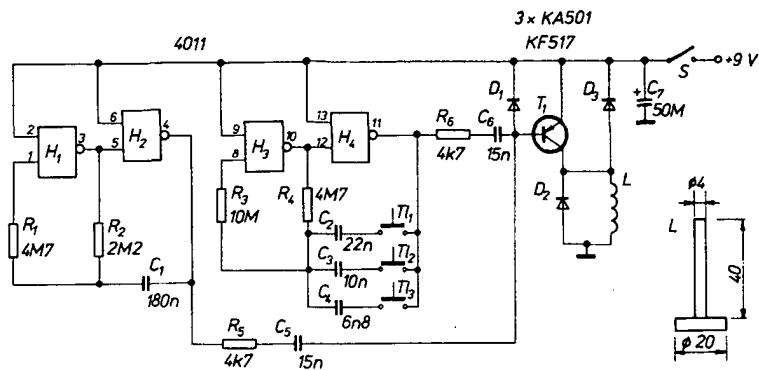 3 × KA501
4011
KF517
S
+9 V
D1
T1
D3
+
C7
50M
2
1
H1
3
6
5
H2
4
9
8
H3
10
13
12
H4
11
R6
4k7
C6
15n
R1
4M7
R2
2M2
C1
180n
R3
10M
R4
4M7
C2
22n
Tl1
C3
10n
Tl2
C4
6n8
Tl3
D2
L
R5
4k7
C5
15n
ø4
L
40
ø 20